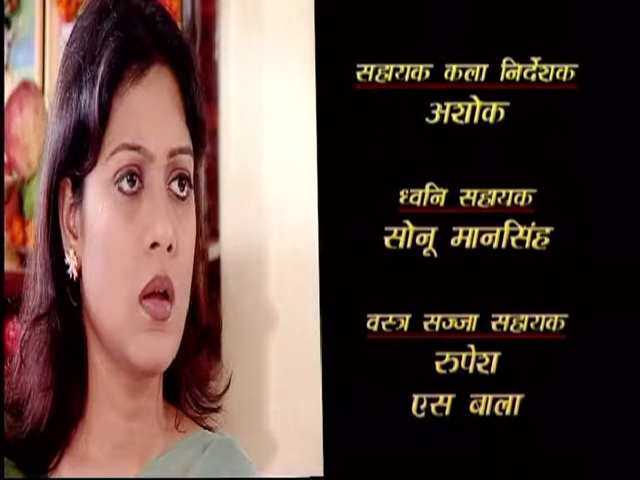 सहायक कला निर्देशक
अशोक
ध्वनि सहायक
सोनू मानसिंह
वस्त्र सज्जा सहायक
रुपेश
एस बाला